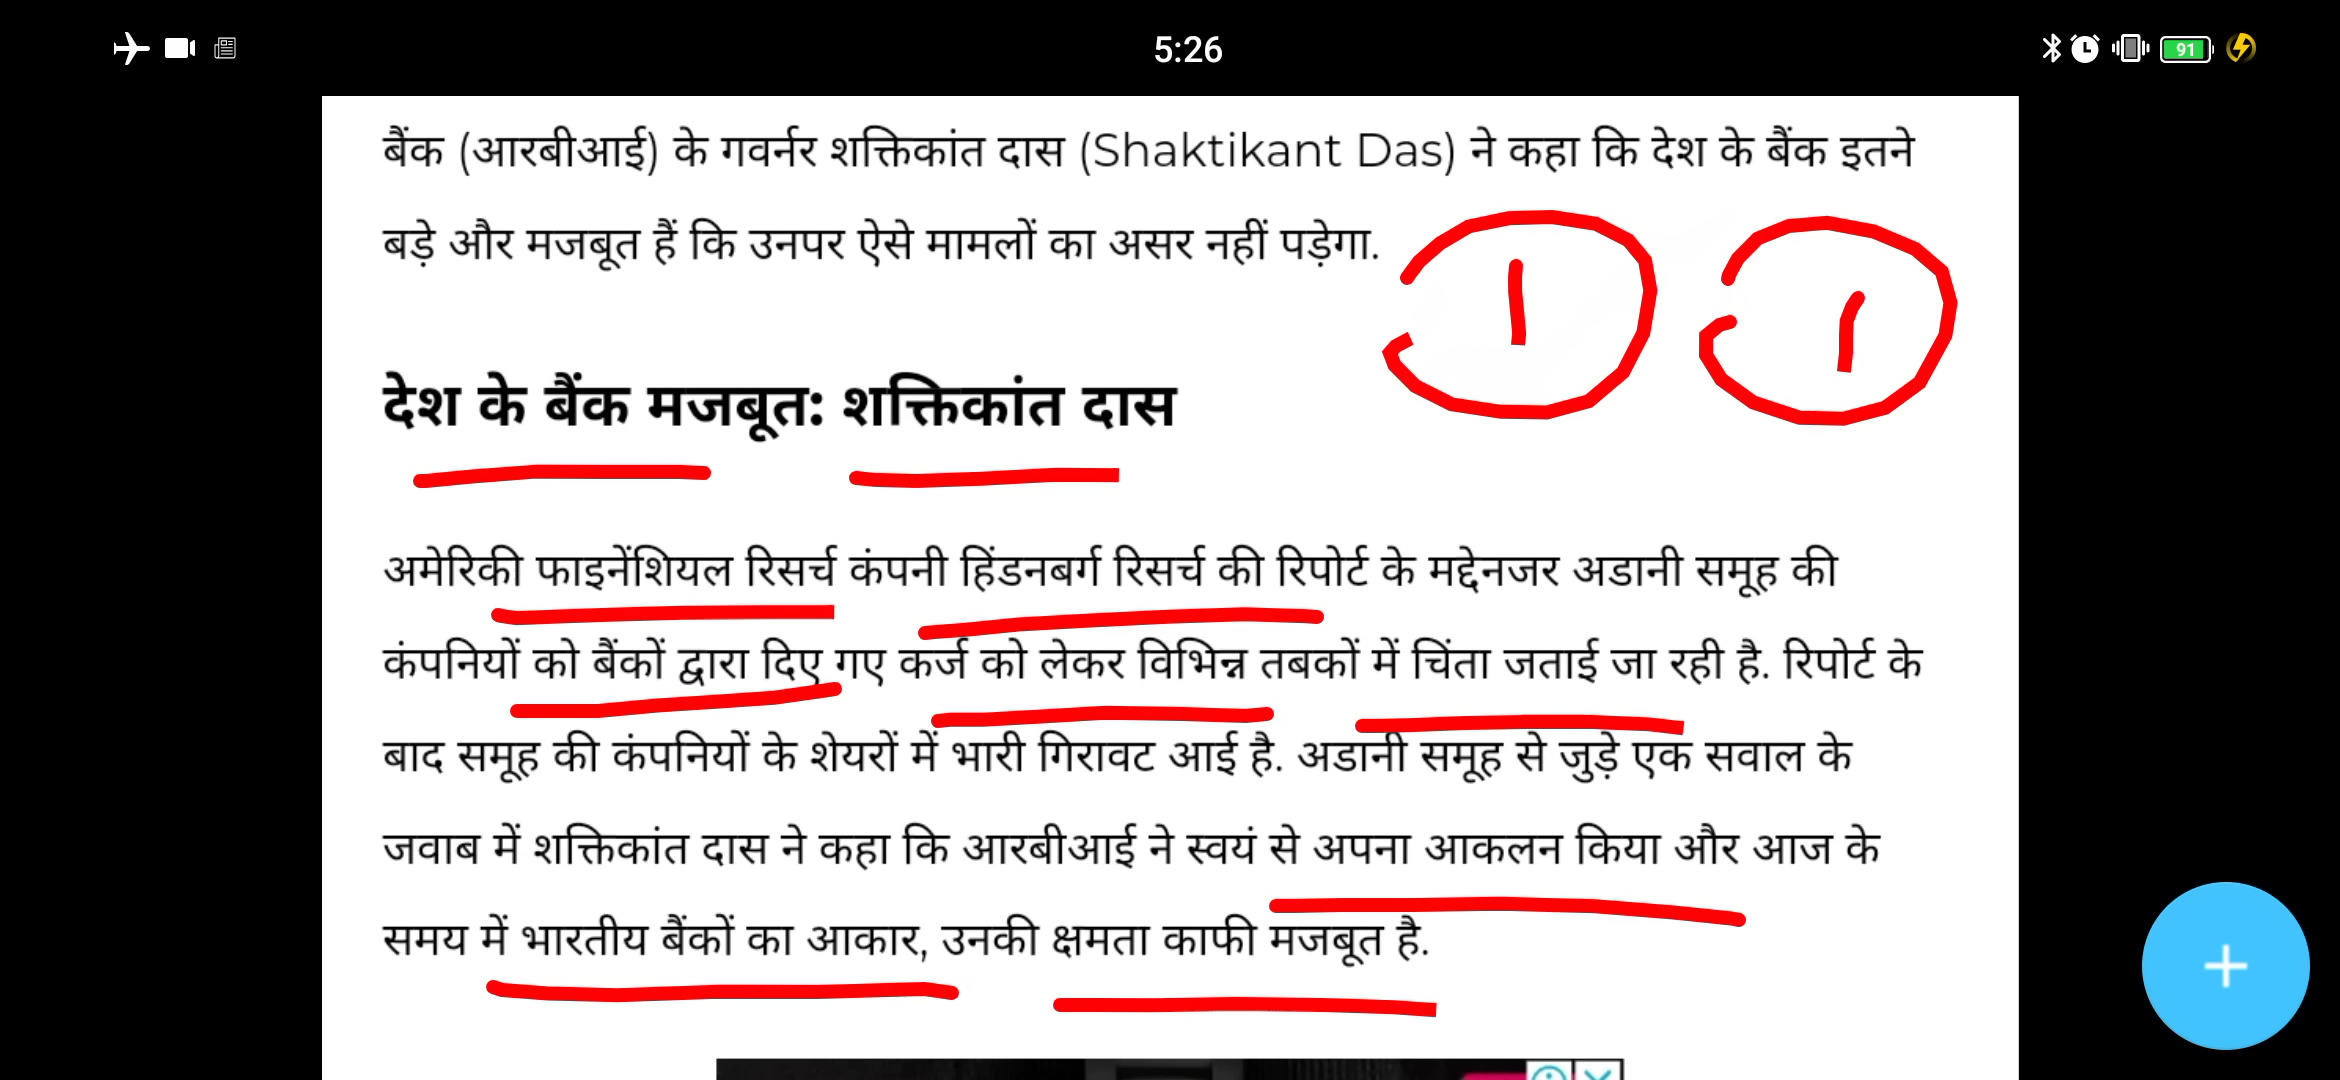 5:26
91
बैंक (आरबीआई) के गवर्नर शक्तिकांत दास (Shaktikant Das) ने कहा कि देश के बैंक इतने
बड़े और मजबूत हैं कि उनपर ऐसे मामलों का असर नहीं पड़ेगा.
1 1
देश के बैंक मजबूत: शक्तिकांत दास
अमेरिकी फाइनेंशियल रिसर्च कंपनी हिंडनबर्ग रिसर्च की रिपोर्ट के मद्देनजर अडानी समूह की
कंपनियों को बैंकों द्वारा दिए गए कर्ज को लेकर विभिन्न तबकों में चिंता जताई जा रही है. रिपोर्ट के
बाद समूह की कंपनियों के शेयरों में भारी गिरावट आई है. अडानी समूह से जुड़े एक सवाल के
जवाब में शक्तिकांत दास ने कहा कि आरबीआई ने स्वयं से अपना आकलन किया और आज के
समय में भारतीय बैंकों का आकार, उनकी क्षमता काफी मजबूत है.